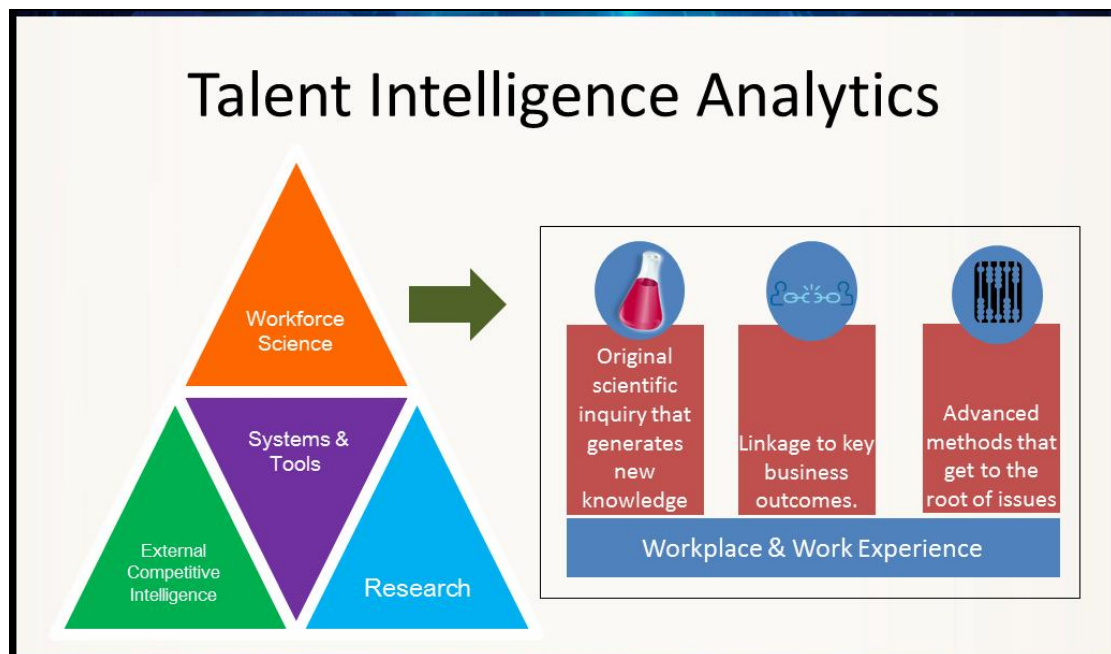 Talent Intelligence Analytics
Workforce
Science
Systems &
Tools
External
Competitive
Intelligence
Research
Original
scientific
inquiry that
generates
new
knowledge
Linkage to key
business
outcomes.
Advanced
methods that
get to the
root of issues
Workplace & Work Experience